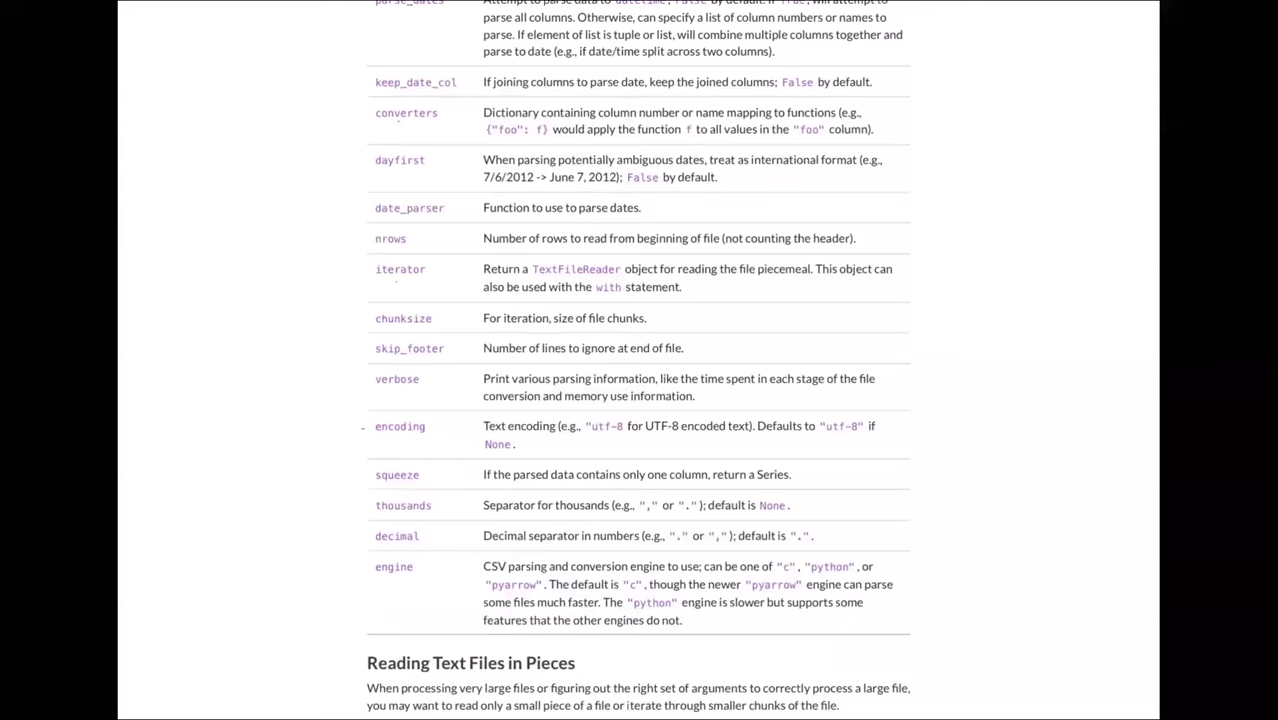 parse all columns. Otherwise, can specify a list of column numbers or names to
parse. If element of list is tuple or list, will combine multiple columns together and
parse to date (e.g., if date/time split across two columns).
keep_date_col If joining columns to parse date, keep the joined columns; False by default.
converters Dictionary containing column number or name mapping to functions (e.g.,
{"foo": f} would apply the function f to all values in the "foo" column).
dayfirst When parsing potentially ambiguous dates, treat as international format (e.g.,
7/6/2012 -> June 7, 2012); False by default.
date_parser Function to use to parse dates.
nrows Number of rows to read from beginning of file (not counting the header).
iterator Return a TextFileReader object for reading the file piecemeal. This object can
also be used with the with statement.
chunksize For iteration, size of file chunks.
skip_footer Number of lines to ignore at end of file.
verbose Print various parsing information, like the time spent in each stage of the file
conversion and memory use information.
encoding Text encoding (e.g., "utf-8 for UTF-8 encoded text). Defaults to "utf-8" if
None.
squeeze If the parsed data contains only one column, return a Series.
thousands Separator for thousands (e.g., "," or "."); default is None.
decimal Decimal separator in numbers (e.g., "." or ","); default is ".".
engine CSV parsing and conversion engine to use; can be one of "c", "python", or
"pyarrow". The default is "c", though the newer "pyarrow" engine can parse
some files much faster. The "python" engine is slower but supports some
features that the other engines do not.
Reading Text Files in Pieces
When processing very large files or figuring out the right set of arguments to correctly process a large file,
you may want to read only a small piece of a file or iterate through smaller chunks of the file.